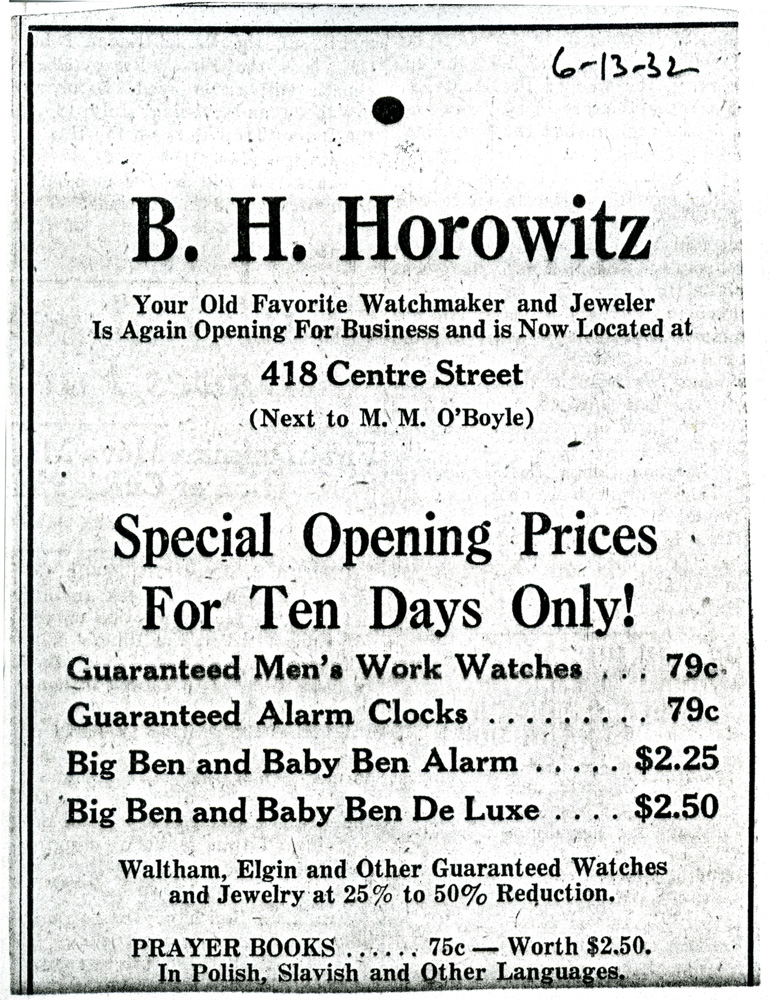 6-13-32
B. H. Horowitz
Your Old Favorite Watchmaker and Jeweler
Is Again Opening For Business and is Now Located at
418 Centre Street
(Next to M. M. O'Boyle)
Special Opening Prices
For Ten Days Only!
Guaranteed Men's Work Watches ... 79c
Guaranteed Alarm Clocks ......... 79c
Big Ben and Baby Ben Alarm ..... $2.25
Big Ben and Baby Ben De Luxe .... $2.50
Waltham, Elgin and Other Guaranteed Watches
and Jewelry at 25% to 50% Reduction.
PRAYER BOOKS ...... 75c — Worth $2.50.
In Polish, Slavish and Other Languages.